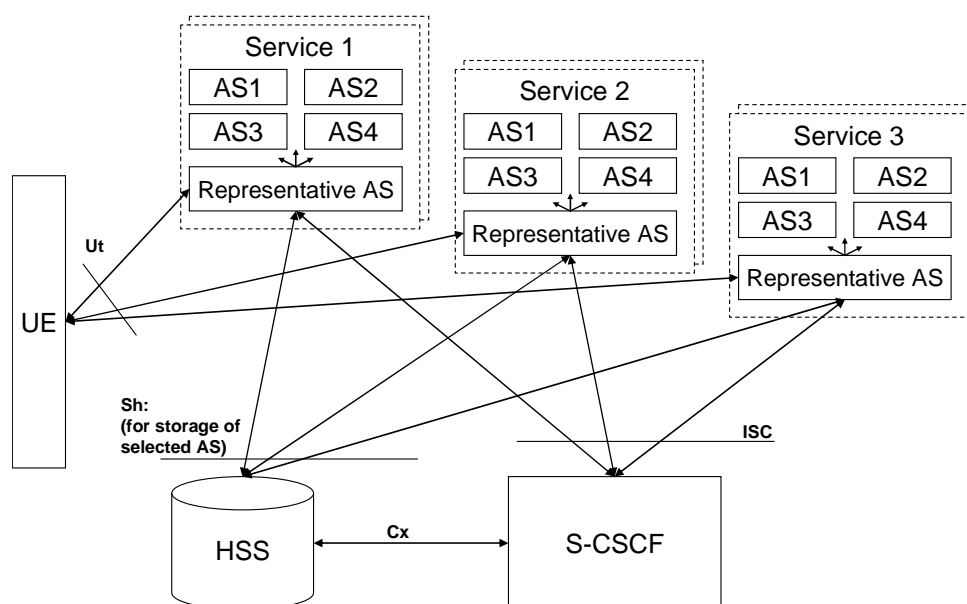 Service 1
AS1 AS2
AS3 AS4
Representative AS
Service 2
AS1 AS2
AS3 AS4
Representative AS
Service 3
AS1 AS2
AS3 AS4
Representative AS
Ut
UE
Sh:
(for storage of
selected AS)
ISC
HSS
Cx
S-CSCF